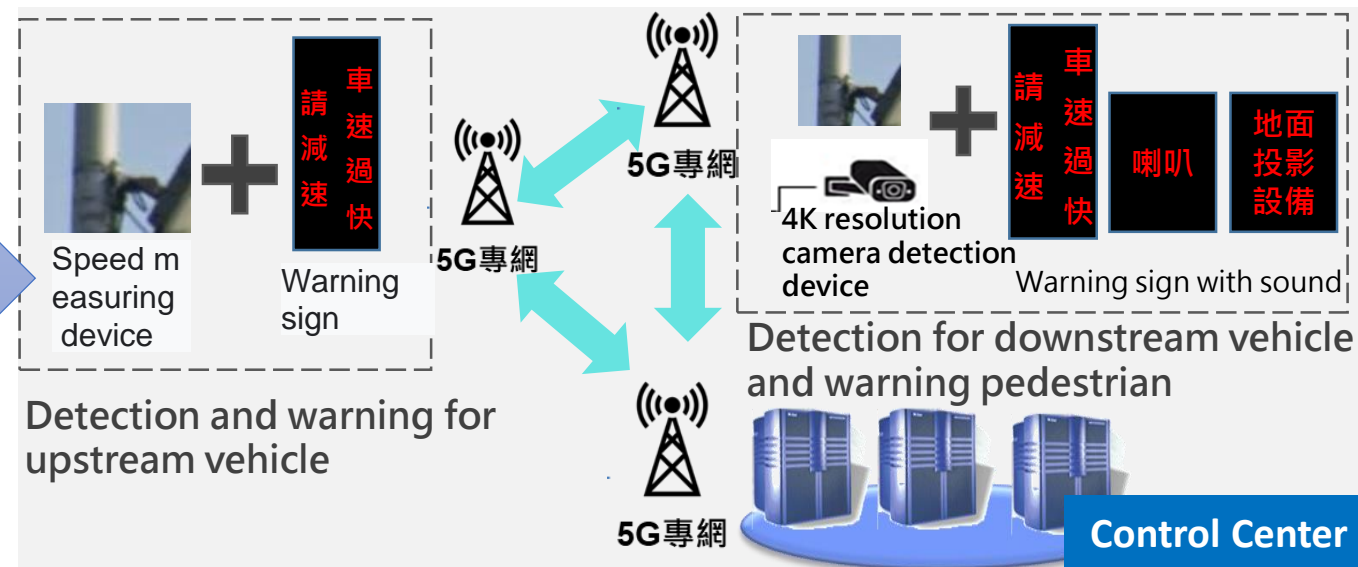 車速過快
請減速
Speed m
easuring
device
Warning
sign
Detection and warning for
upstream vehicle
5G專網
5G專網
5G專網
4K resolution
camera detection
device
車速過快
請減速
喇叭
地面
投影
設備
Warning sign with sound
Detection for downstream vehicle
and warning pedestrian
Control Center